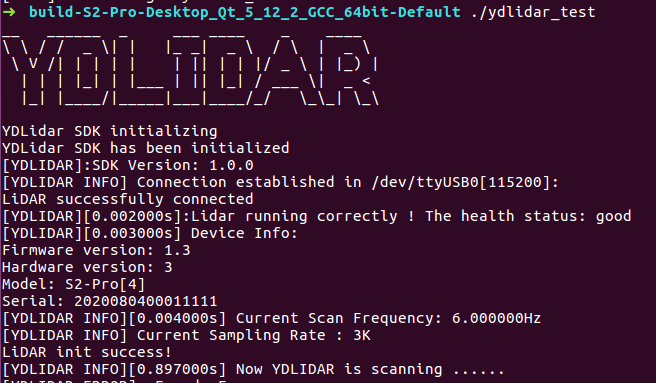 ➜ build-S2-Pro-Desktop_Qt_5_12_2_GCC_64bit-Default ./ydlidar_test
YDLIDAR
YDLidar SDK initializing
YDLidar SDK has been initialized
[YDLIDAR]:SDK Version: 1.0.0
[YDLIDAR INFO] Connection established in /dev/ttyUSB0[115200]:
LiDAR successfully connected
[YDLIDAR][0.002000s]:Lidar running correctly ! The health status: good
[YDLIDAR][0.003000s] Device Info:
Firmware version: 1.3
Hardware version: 3
Model: S2-Pro[4]
Serial: 2020080400011111
[YDLIDAR INFO][0.004000s] Current Scan Frequency: 6.000000Hz
[YDLIDAR INFO] Current Sampling Rate : 3K
LiDAR init success!
[YDLIDAR INFO][0.897000s] Now YDLIDAR is scanning ......